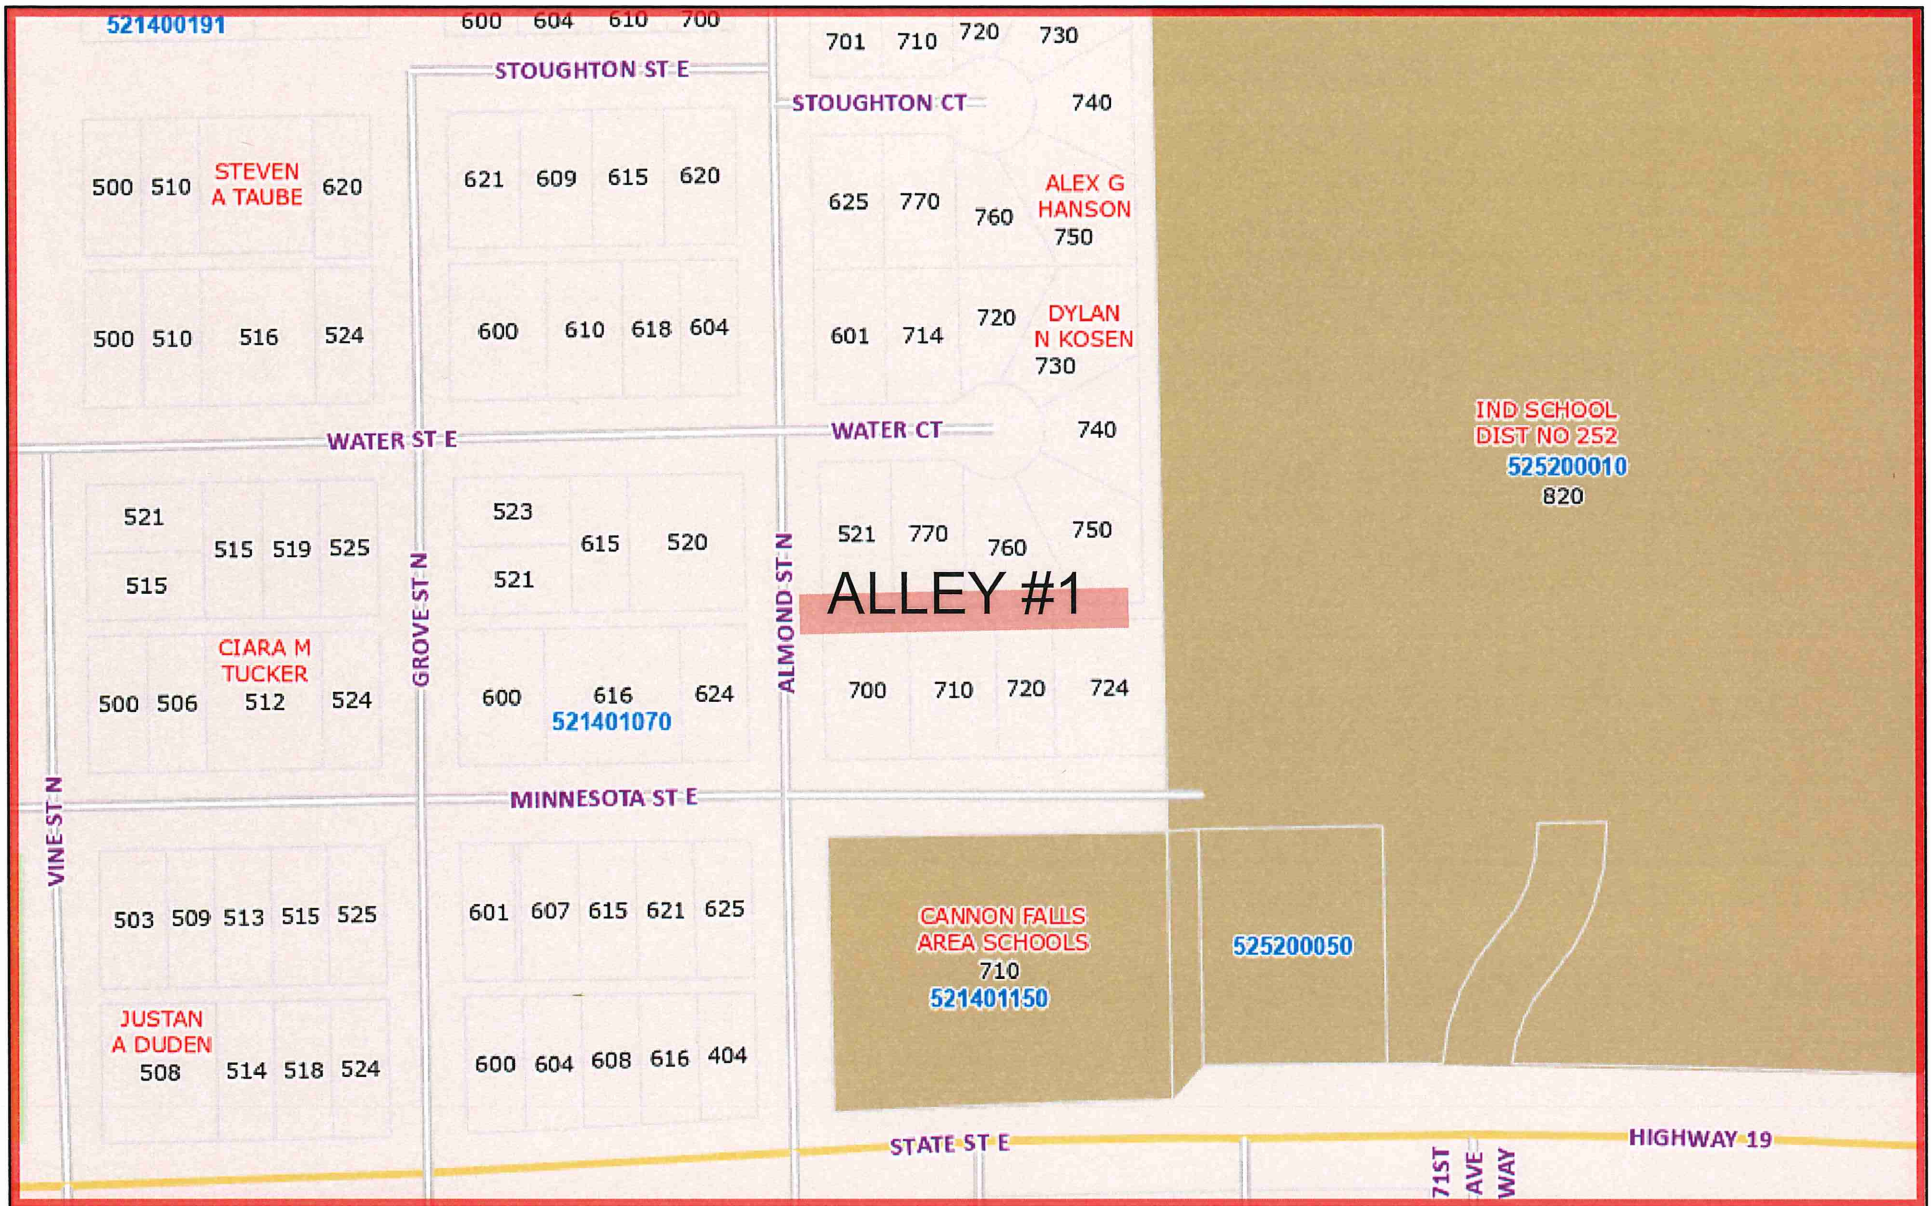 521400191
600 604 610 700
701 710 720 730
STOUGHTON ST E
STOUGHTON CT
740
500 510
STEVEN
A TAUBE
620
621 609 615 620
625 770 760
ALEX G
HANSON
750
500 510 516 524
600 610 618 604
601 714 720
DYLAN
N KOSEN
730
WATER ST E
WATER CT
740
IND SCHOOL
DIST NO 252
525200010
820
521
515 519 525
515
523
615 520
521
521 770 760 750
GROVE ST N
ALMOND ST N
ALLEY #1
CIARA M
TUCKER
500 506 512 524
600 616 624
521401070
700 710 720 724
VINE ST N
MINNESOTA ST E
503 509 513 515 525
601 607 615 621 625
CANNON FALLS
AREA SCHOOLS
710
521401150
525200050
JUSTAN
A DUDEN
508
514 518 524
600 604 608 616 404
STATE ST E
HIGHWAY 19
71ST
AVE
WAY